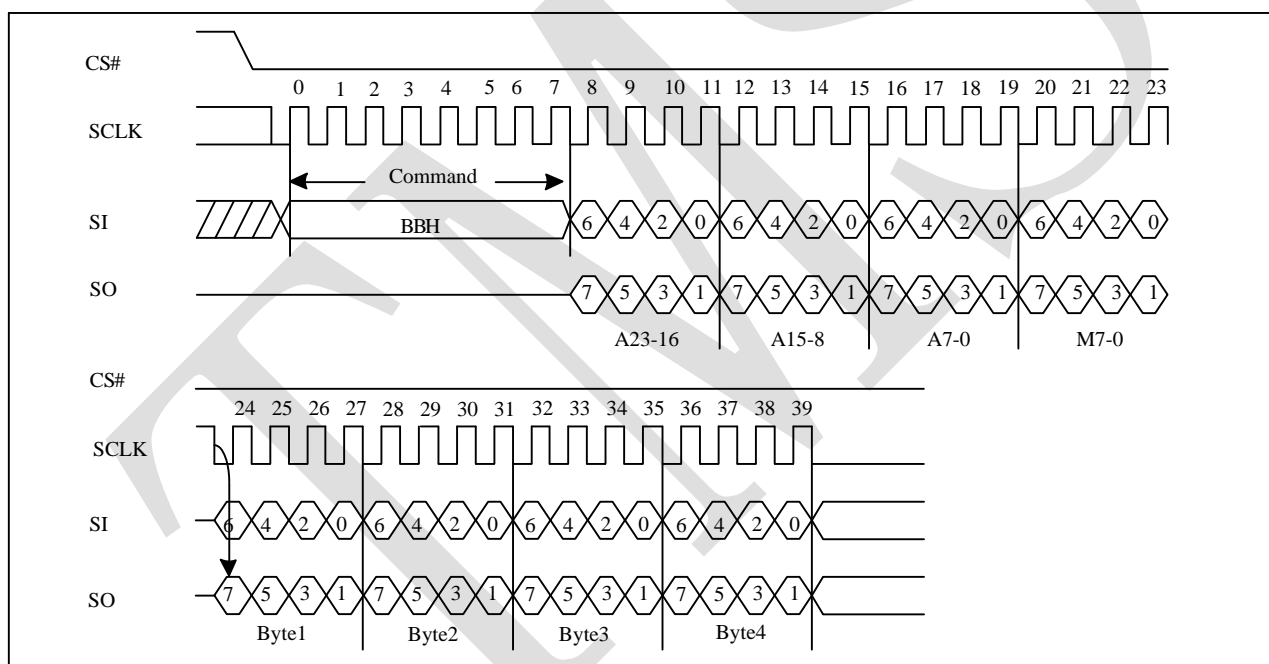 CS#
0 1 2 3 4 5 6 7 8 9 10 11 12 13 14 15 16 17 18 19 20 21 22 23
SCLK
Command
SI BBH 6 4 2 0 6 4 2 0 6 4 2 0 6 4 2 0
SO 7 5 3 1 7 5 3 1 7 5 3 1 7 5 3 1
A23-16 A15-8 A7-0 M7-0
CS#
24 25 26 27 28 29 30 31 32 33 34 35 36 37 38 39
SCLK
SI 6 4 2 0 6 4 2 0 6 4 2 0 6 4 2 0
SO 7 5 3 1 7 5 3 1 7 5 3 1 7 5 3 1
Byte1 Byte2 Byte3 Byte4